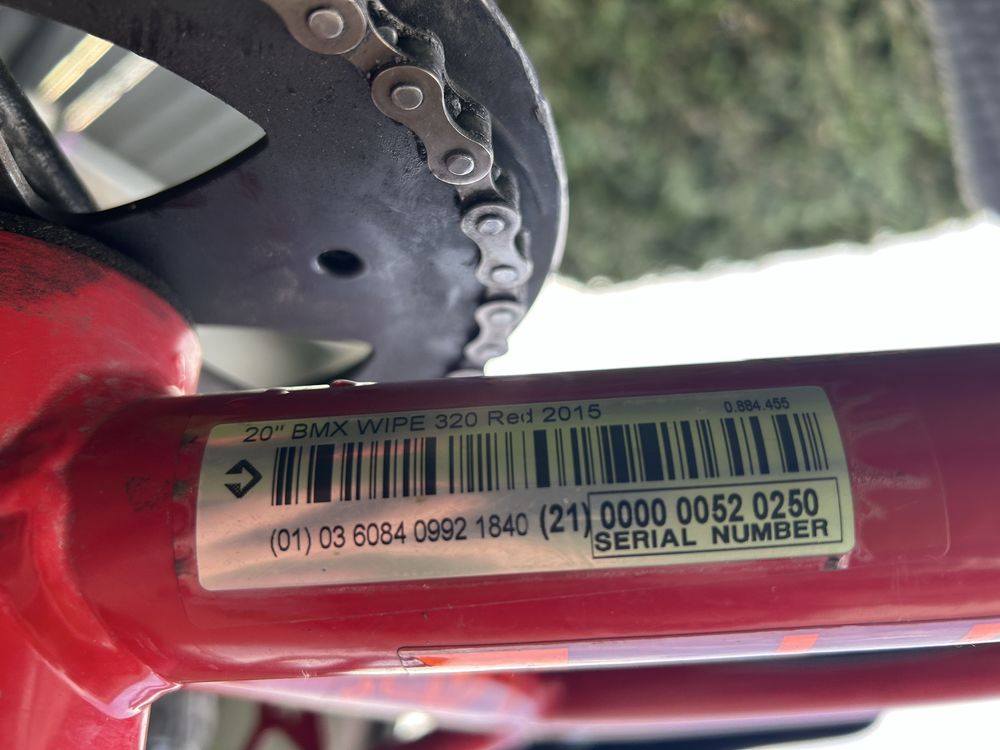 20" BMX WIPE 320 Red 2015
0.884.455
(01) 03 6084 0992 1840 (21) 0000 0052 0250
SERIAL NUMBER